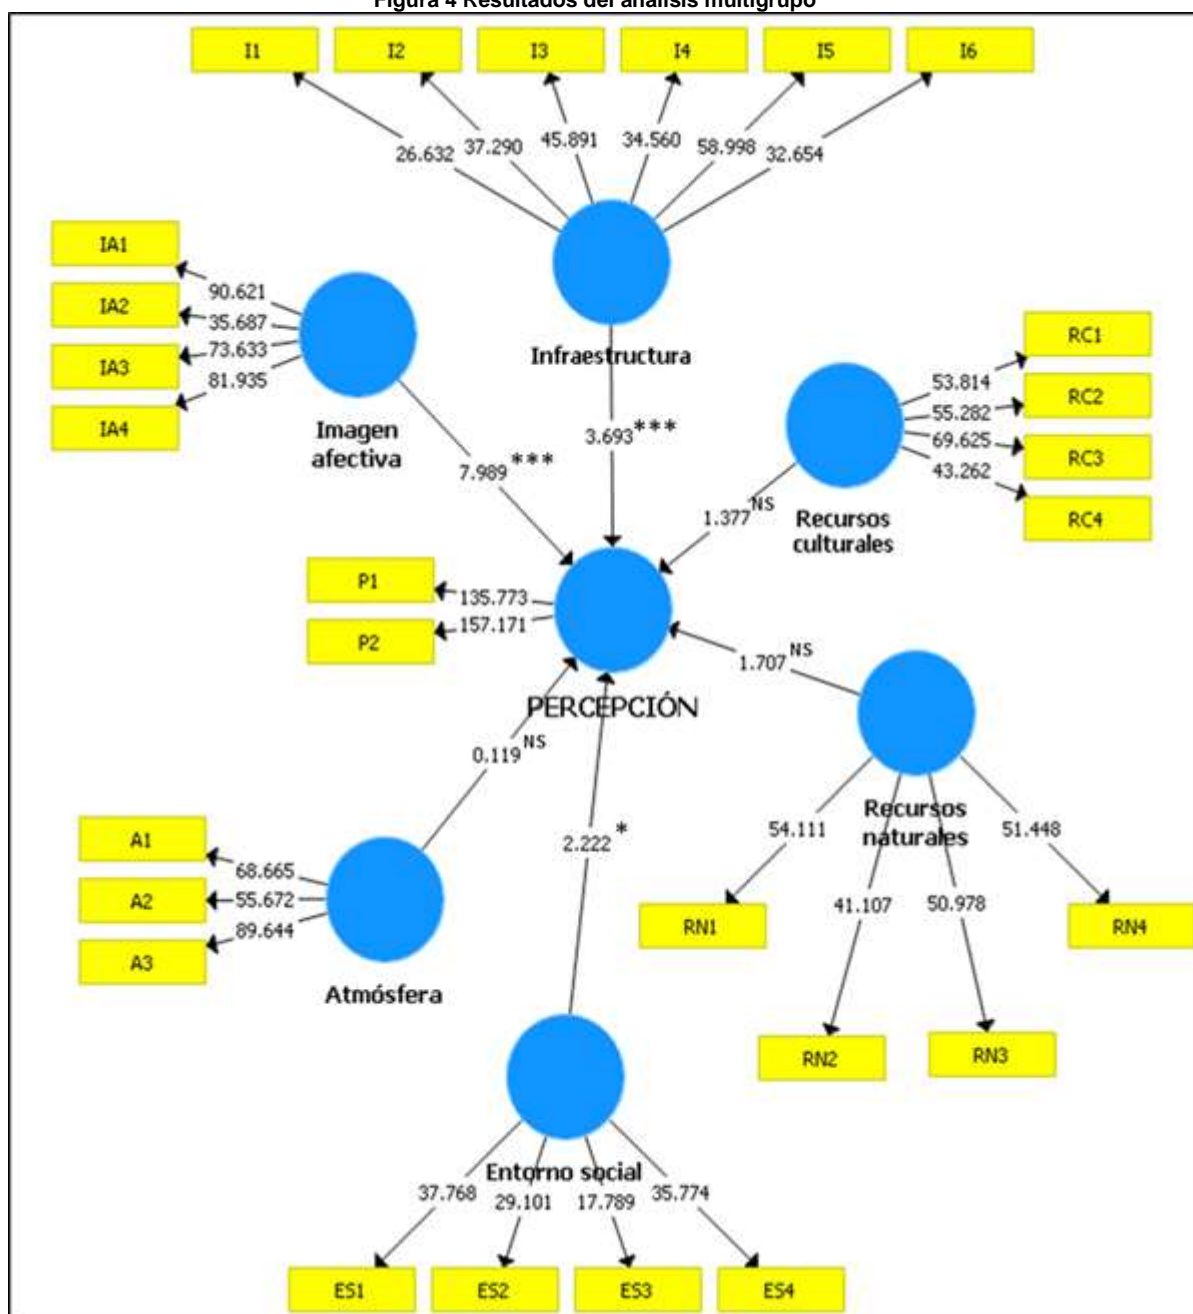 Figura 4 Resultados del análisis multigrupo
I1 I2 I3 I4 I5 I6
26.632 37.290 45.891 34.560 58.998 32.654
IA1
IA2
IA3
IA4
90.621
35.687
73.633
81.935
Imagen
afectiva
Infraestructura
RC1
RC2
RC3
RC4
53.814
55.282
69.625
43.262
Recursos
culturales
7.989***
3.693***
1.377NS
P1
P2
135.773
157.171
PERCEPCIÓN
1.707NS
0.119NS
2.222*
A1
A2
A3
68.665
55.672
89.644
Atmósfera
Recursos
naturales
54.111
41.107
50.978
51.448
RN1
RN2
RN3
RN4
Entorno social
37.768
29.101
17.789
35.774
ES1 ES2 ES3 ES4